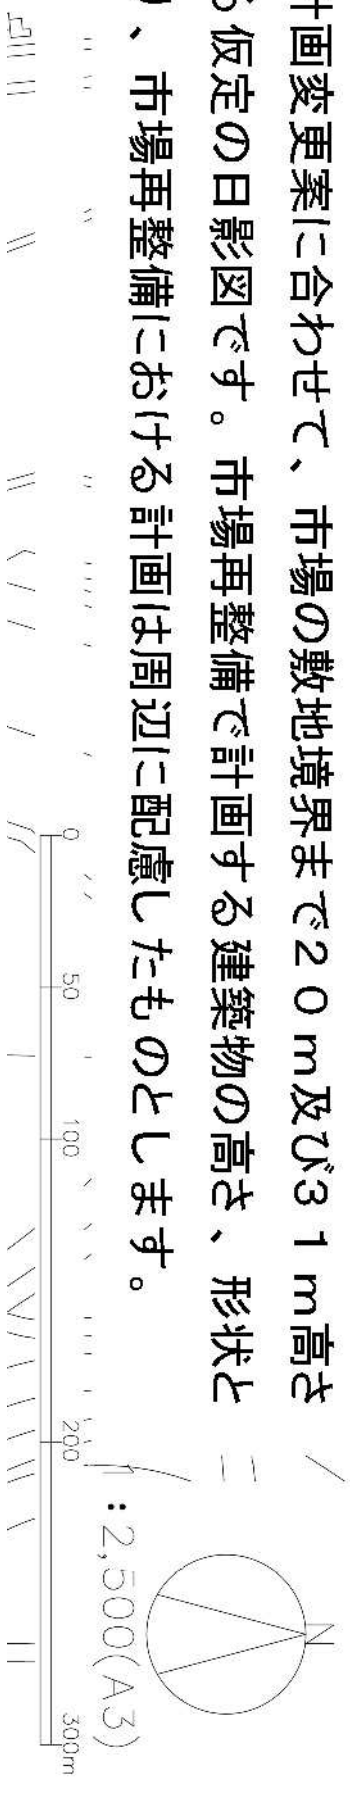 計画変更案に合わせて、市場の敷地境界まで20m及び31m高さ
る仮定の日影図です。市場再整備で計画する建築物の高さ、形状と
り、市場再整備における計画は周辺に配慮したものとします。
N
1:2,500(A3)
0 50 100 200 300m